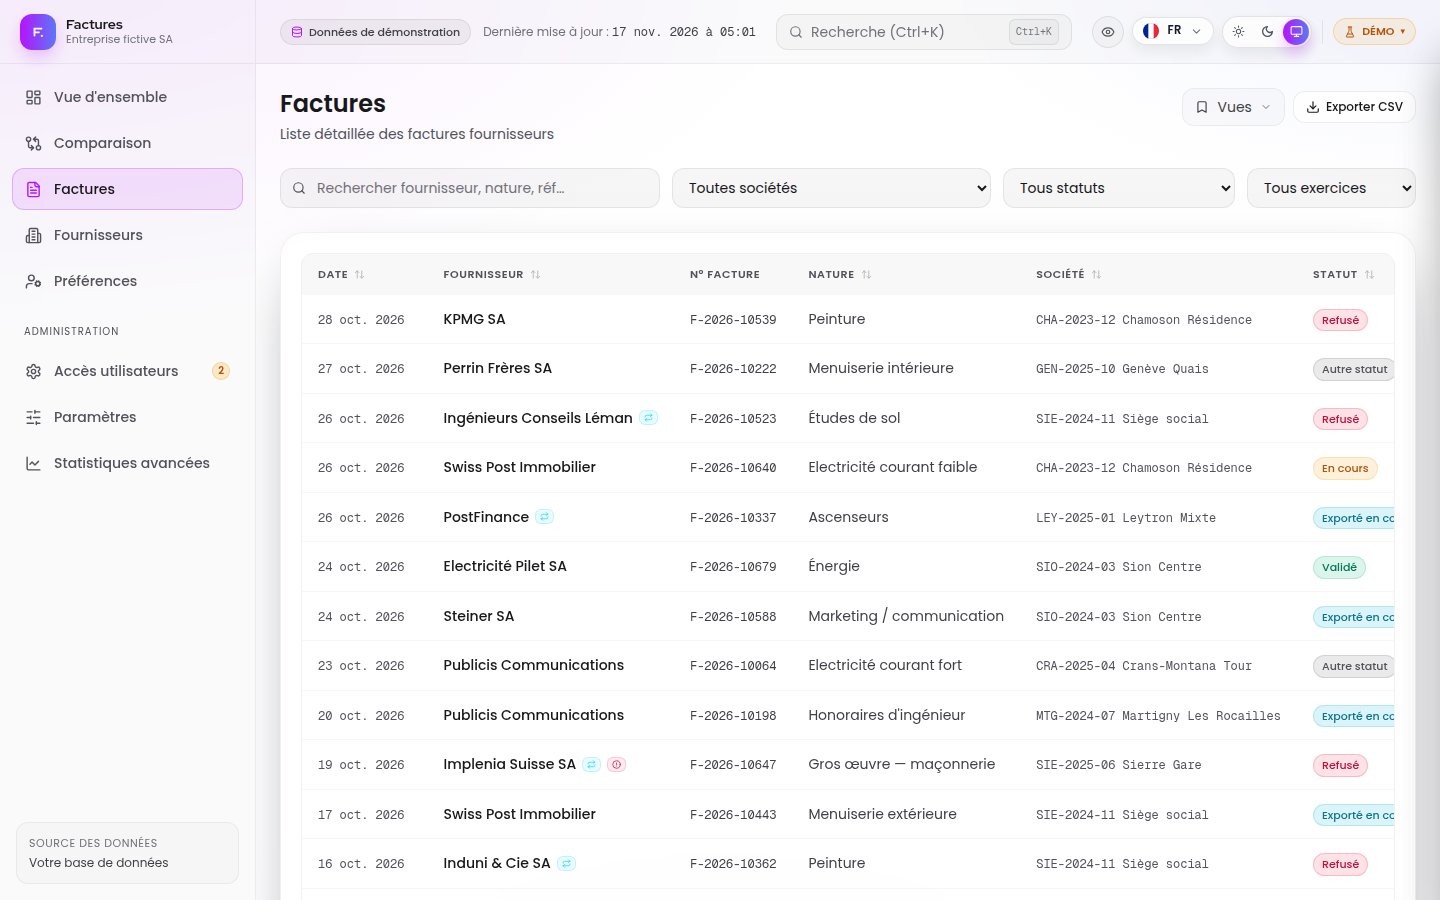 F.
Factures
Entreprise fictive SA
Données de démonstration
Dernière mise à jour : 17 nov. 2026 à 05:01
Recherche (Ctrl+K)
Ctrl+K
FR
DÉMO
Vue d'ensemble
Comparaison
Factures
Fournisseurs
Préférences
ADMINISTRATION
Accès utilisateurs 2
Paramètres
Statistiques avancées
SOURCE DES DONNÉES
Votre base de données
Factures
Liste détaillée des factures fournisseurs
Vues
Exporter CSV
Rechercher fournisseur, nature, réf...
Toutes sociétés
Tous statuts
Tous exercices
DATE FOURNISSEUR N° FACTURE NATURE SOCIÉTÉ STATUT
28 oct. 2026 KPMG SA F-2026-10539 Peinture CHA-2023-12 Chamoson Résidence Refusé
27 oct. 2026 Perrin Frères SA F-2026-10222 Menuiserie intérieure GEN-2025-10 Genève Quais Autre statut
26 oct. 2026 Ingénieurs Conseils Léman F-2026-10523 Études de sol SIE-2024-11 Siège social Refusé
26 oct. 2026 Swiss Post Immobilier F-2026-10640 Electricité courant faible CHA-2023-12 Chamoson Résidence En cours
26 oct. 2026 PostFinance F-2026-10337 Ascenseurs LEY-2025-01 Leytron Mixte Exporté en co
24 oct. 2026 Electricité Pilet SA F-2026-10679 Énergie SIO-2024-03 Sion Centre Validé
24 oct. 2026 Steiner SA F-2026-10588 Marketing / communication SIO-2024-03 Sion Centre Exporté en co
23 oct. 2026 Publicis Communications F-2026-10064 Electricité courant fort CRA-2025-04 Crans-Montana Tour Autre statut
20 oct. 2026 Publicis Communications F-2026-10198 Honoraires d'ingénieur MTG-2024-07 Martigny Les Rocailles Exporté en co
19 oct. 2026 Implenia Suisse SA F-2026-10647 Gros œuvre — maçonnerie SIE-2025-06 Sierre Gare Refusé
17 oct. 2026 Swiss Post Immobilier F-2026-10443 Menuiserie extérieure SIE-2024-11 Siège social Exporté en co
16 oct. 2026 Induni & Cie SA F-2026-10362 Peinture SIE-2024-11 Siège social Refusé